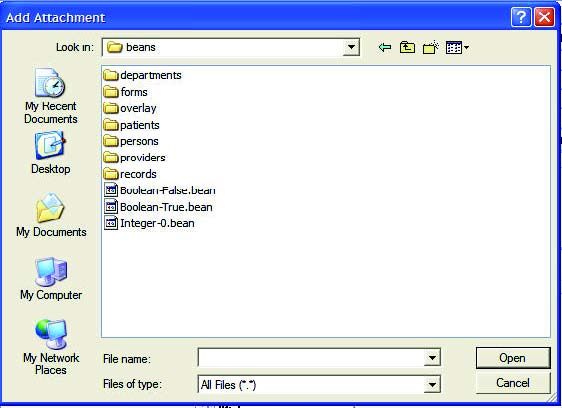 Add Attachment
Look in: beans
My Recent
Documents
Desktop
My Documents
My Computer
My Network
Places
departments
forms
overlay
patients
persons
providers
records
Boolean-False.bean
Boolean-True.bean
Integer-0.bean
File name:
Open
Files of type: All Files (*.*)
Cancel